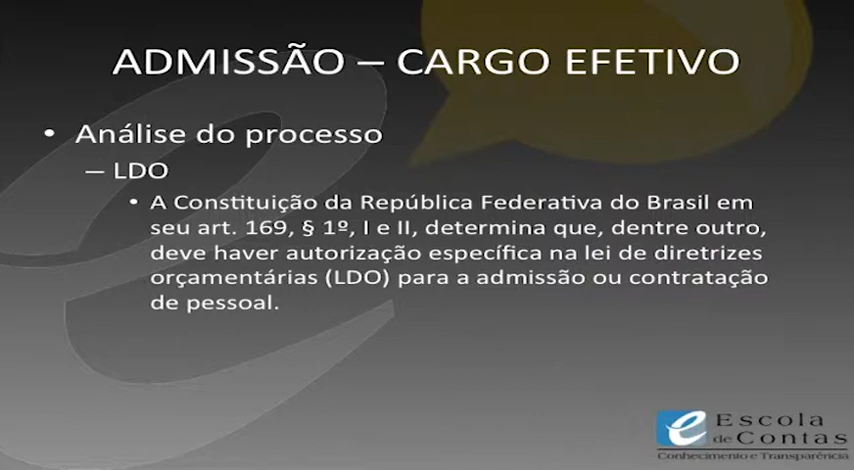 ADMISSÃO – CARGO EFETIVO
• Análise do processo
– LDO
• A Constituição da República Federativa do Brasil em
seu art. 169, § 1º, I e II, determina que, dentre outro,
deve haver autorização específica na lei de diretrizes
orçamentárias (LDO) para a admissão ou contratação
de pessoal.
Escola
de Contas
Conhecimento e Transparência